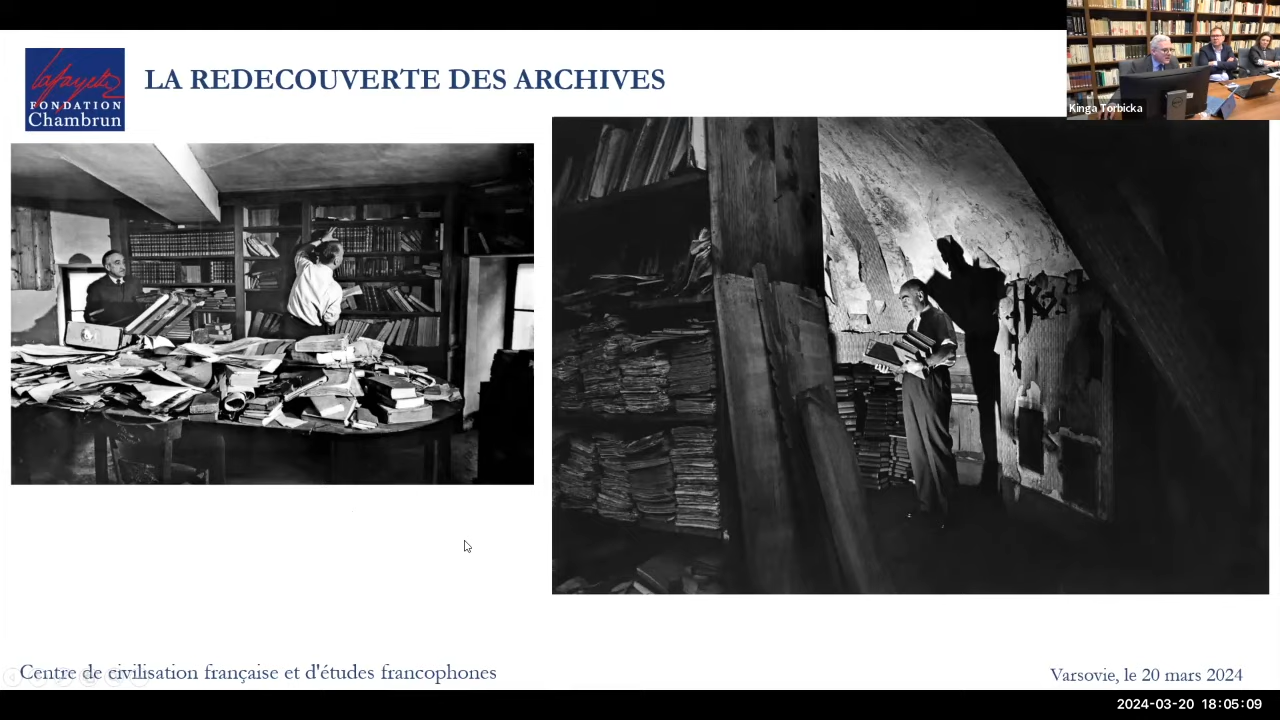 lafayette
FONDATION
Chambrun
LA REDECOUVERTE DES ARCHIVES
Kinga Torbicka
Centre de civilisation française et d'études francophones
Varsovie, le 20 mars 2024
2024-03-20 18:05:09